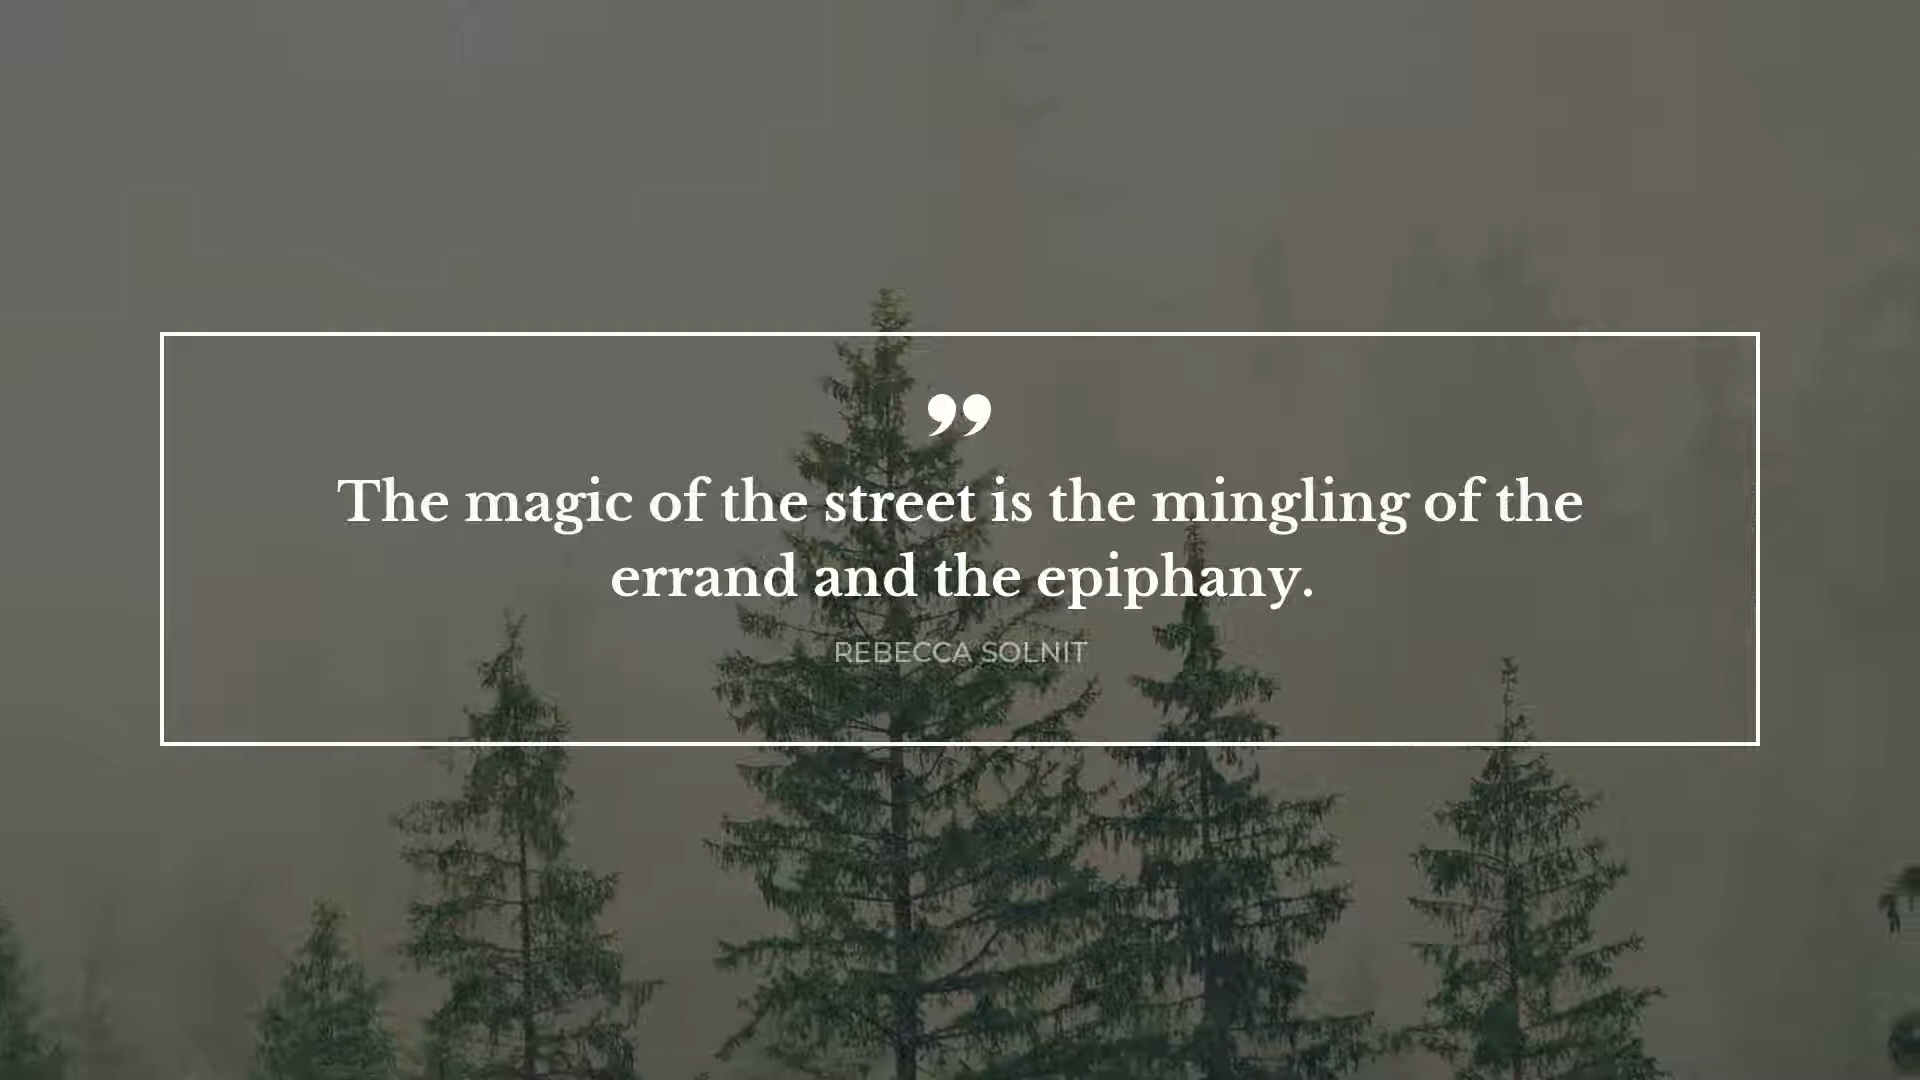 ”
The magic of the street is the mingling of the
errand and the epiphany.
REBECCA SOLNIT